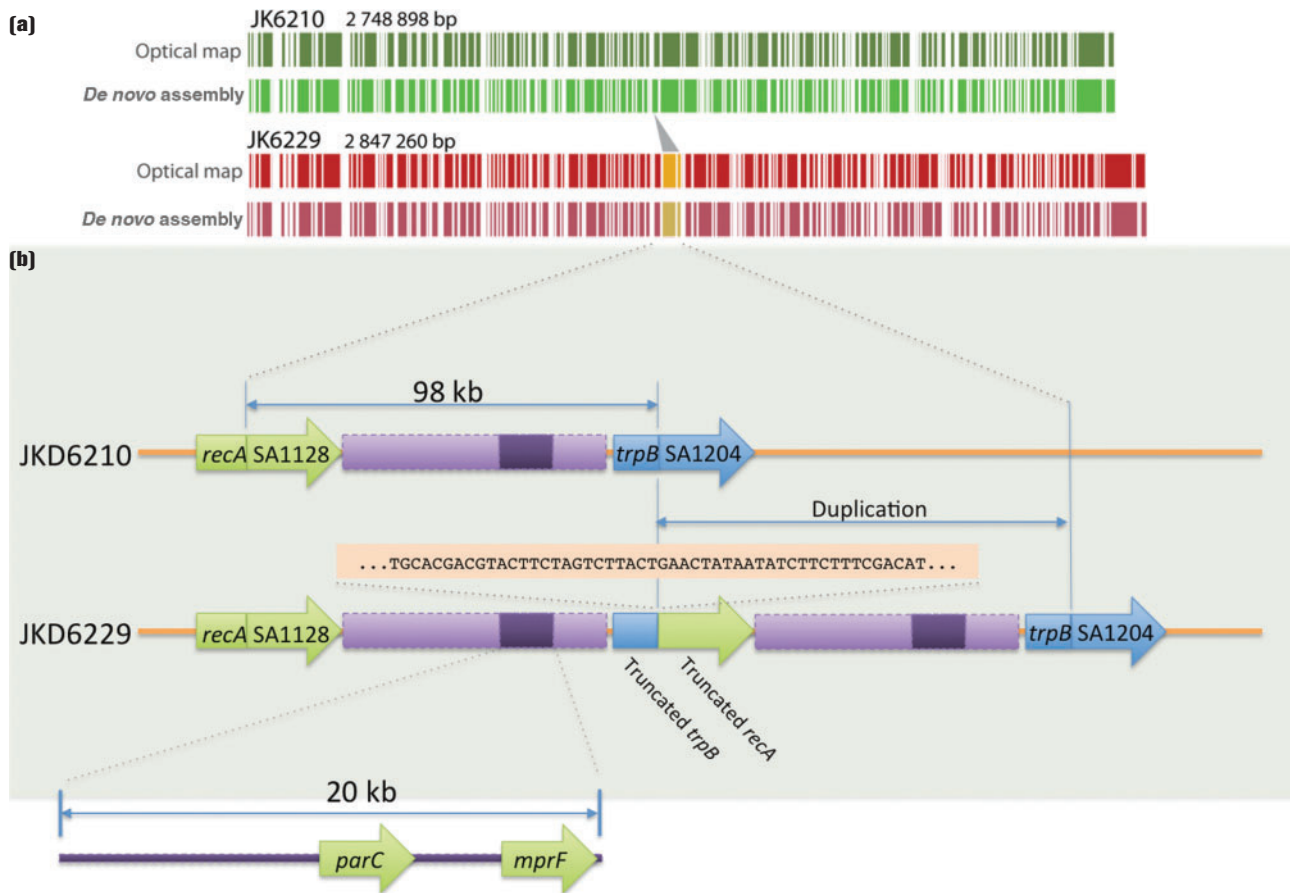 (a)
JK6210 2 748 898 bp
Optical map
De novo assembly
JK6229 2 847 260 bp
Optical map
De novo assembly
(b)
98 kb
JKD6210
recA SA1128
trpB SA1204
Duplication
...TGCACGACGTACTTCTAGTCTTACTGAACTATAATATCTTCTTTCGACAT...
JKD6229
recA SA1128
trpB SA1204
Truncated trpB
Truncated recA
20 kb
parC
mprF